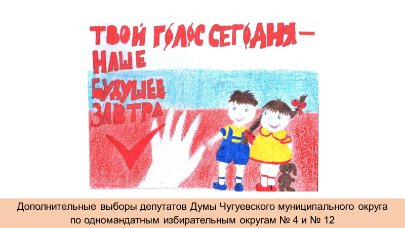 ТВОЙ ГОЛОС СЕГОДНЯ –
НАШЕ
БУДУЩЕЕ
ЗАВТРА
Дополнительные выборы депутатов Думы Чугуевского муниципального округа
по одномандатным избирательным округам № 4 и № 12